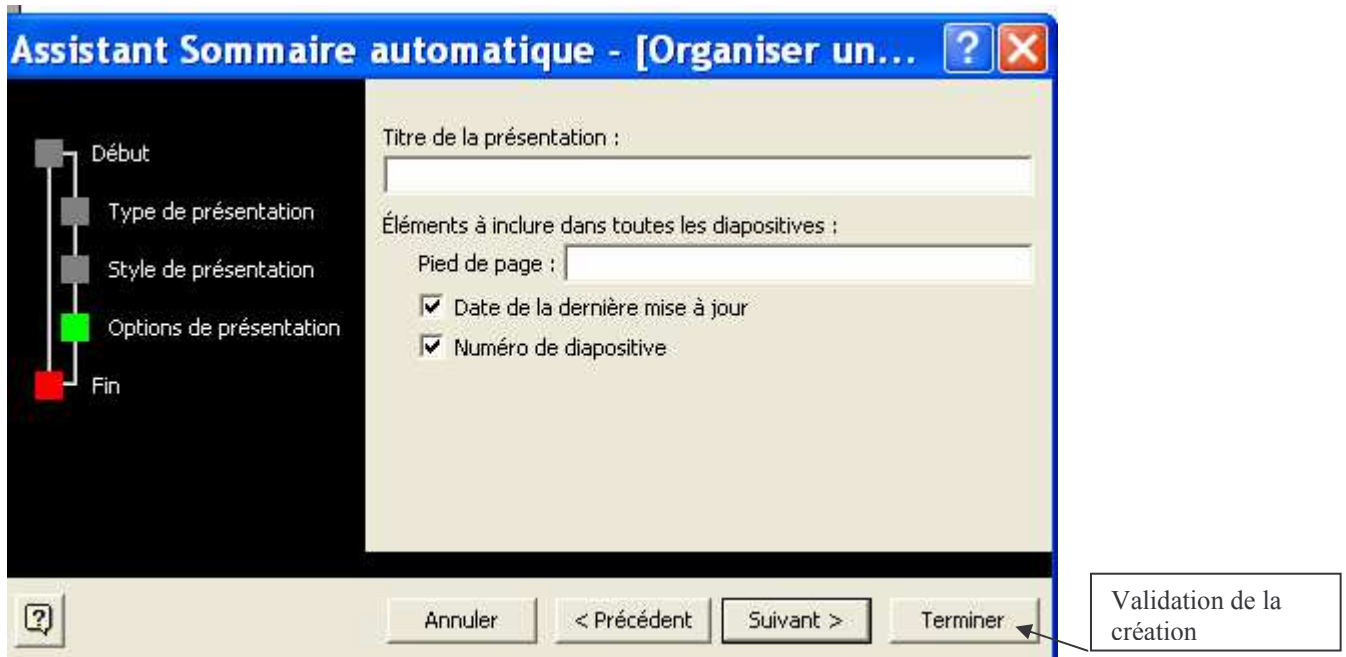 Assistant Sommaire automatique - [Organiser un...
Début
Type de présentation
Style de présentation
Options de présentation
Fin
Titre de la présentation :
Éléments à inclure dans toutes les diapositives :
Pied de page :
Date de la dernière mise à jour
Numéro de diapositive
Annuler
< Précédent
Suivant >
Terminer
Validation de la
création